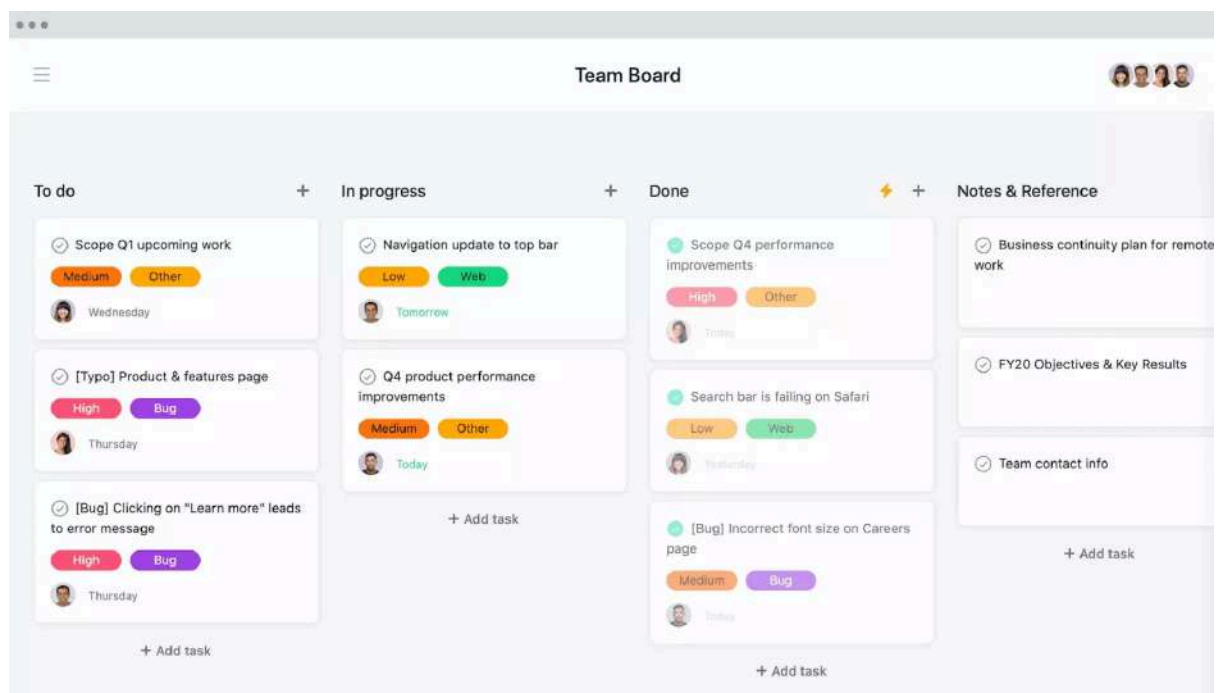 Team Board
To do
+
Scope Q1 upcoming work
Medium
Other
Wednesday
[Typo] Product & features page
High
Bug
Thursday
[Bug] Clicking on "Learn more" leads
to error message
High
Bug
Thursday
+ Add task
In progress
+
Navigation update to top bar
Low
Web
Tomorrow
Q4 product performance
improvements
Medium
Other
Today
+ Add task
Done
+
Scope Q4 performance
improvements
High
Other
Today
Search bar is failing on Safari
Low
Web
Yesterday
[Bug] Incorrect font size on Careers
page
Medium
Bug
Today
+ Add task
Notes & Reference
Business continuity plan for remote
work
FY20 Objectives & Key Results
Team contact info
+ Add task